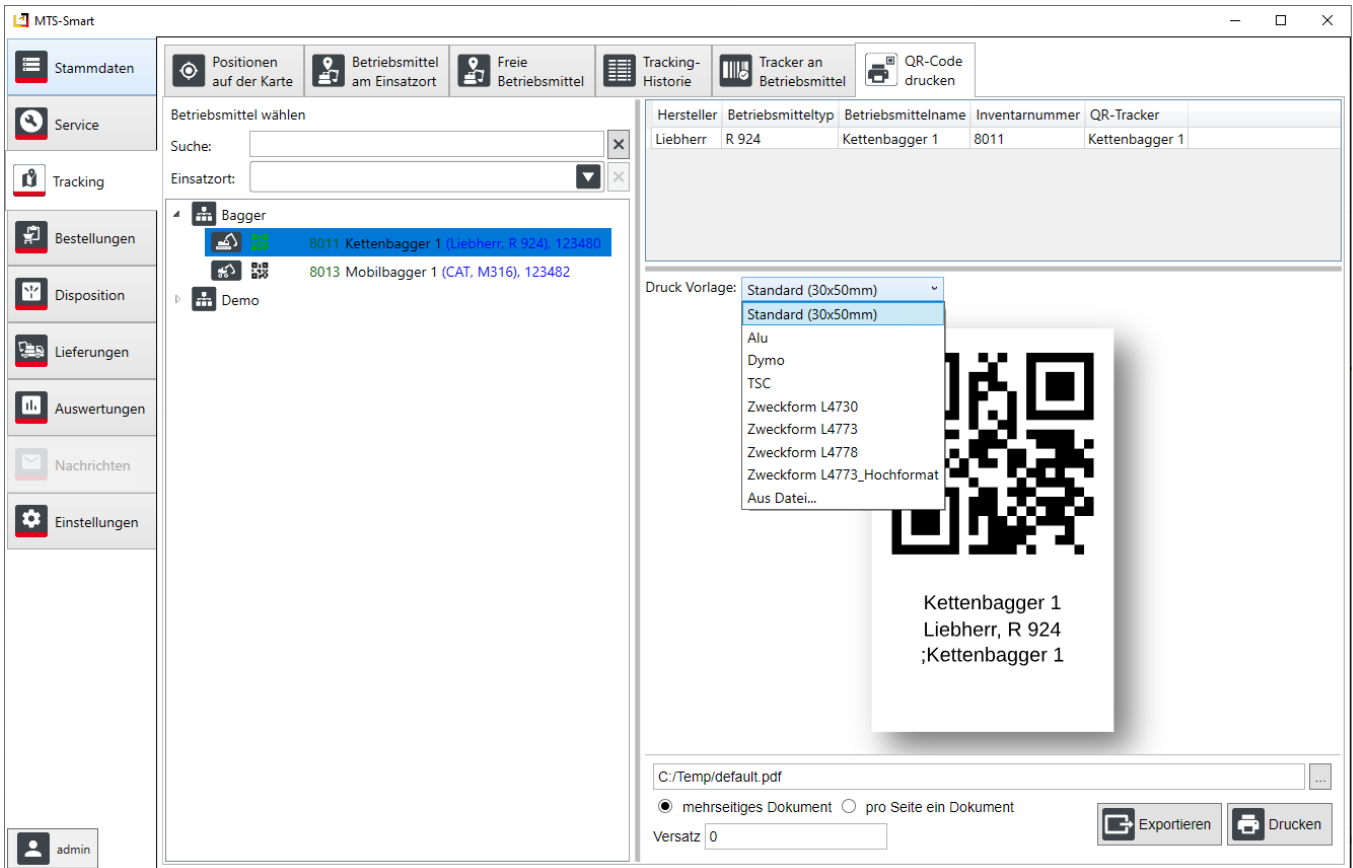 MTS-Smart
Stammdaten
Service
Tracking
Bestellungen
Disposition
Lieferungen
Auswertungen
Nachrichten
Einstellungen
admin
Positionen
auf der Karte
Betriebsmittel
am Einsatzort
Freie
Betriebsmittel
Tracking-
Historie
Tracker an
Betriebsmittel
QR-Code
drucken
Betriebsmittel wählen
Suche:
Einsatzort:
Bagger
8011 Kettenbagger 1 (Liebherr, R 924), 123480
8013 Mobilbagger 1 (CAT, M316), 123482
Demo
Hersteller Betriebsmitteltyp Betriebsmittelname Inventarnummer QR-Tracker
Liebherr R 924 Kettenbagger 1 8011 Kettenbagger 1
Druck Vorlage: Standard (30x50mm)
Standard (30x50mm)
Alu
Dymo
TSC
Zweckform L4730
Zweckform L4773
Zweckform L4778
Zweckform L4773_Hochformat
Aus Datei...
Kettenbagger 1
Liebherr, R 924
;Kettenbagger 1
C:/Temp/default.pdf ...
mehrseitiges Dokument pro Seite ein Dokument
Versatz 0
Exportieren Drucken